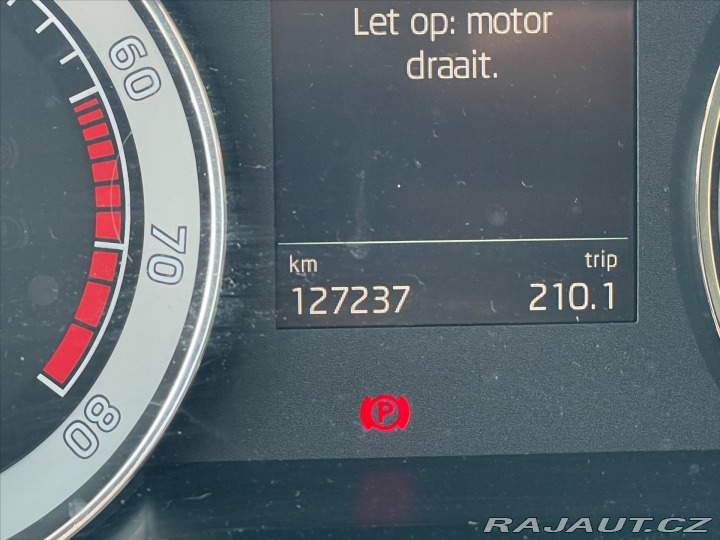 Let op: motor
draait.
60
70
80
km
trip
127237
210.1
P
RAJAUT.CZ